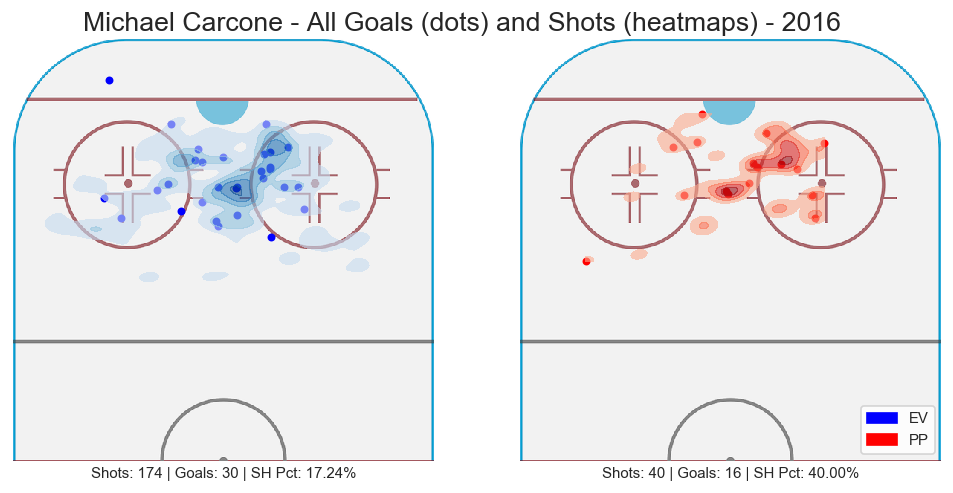 Michael Carcone - All Goals (dots) and Shots (heatmaps) - 2016
EV
PP
Shots: 174 | Goals: 30 | SH Pct: 17.24%
Shots: 40 | Goals: 16 | SH Pct: 40.00%